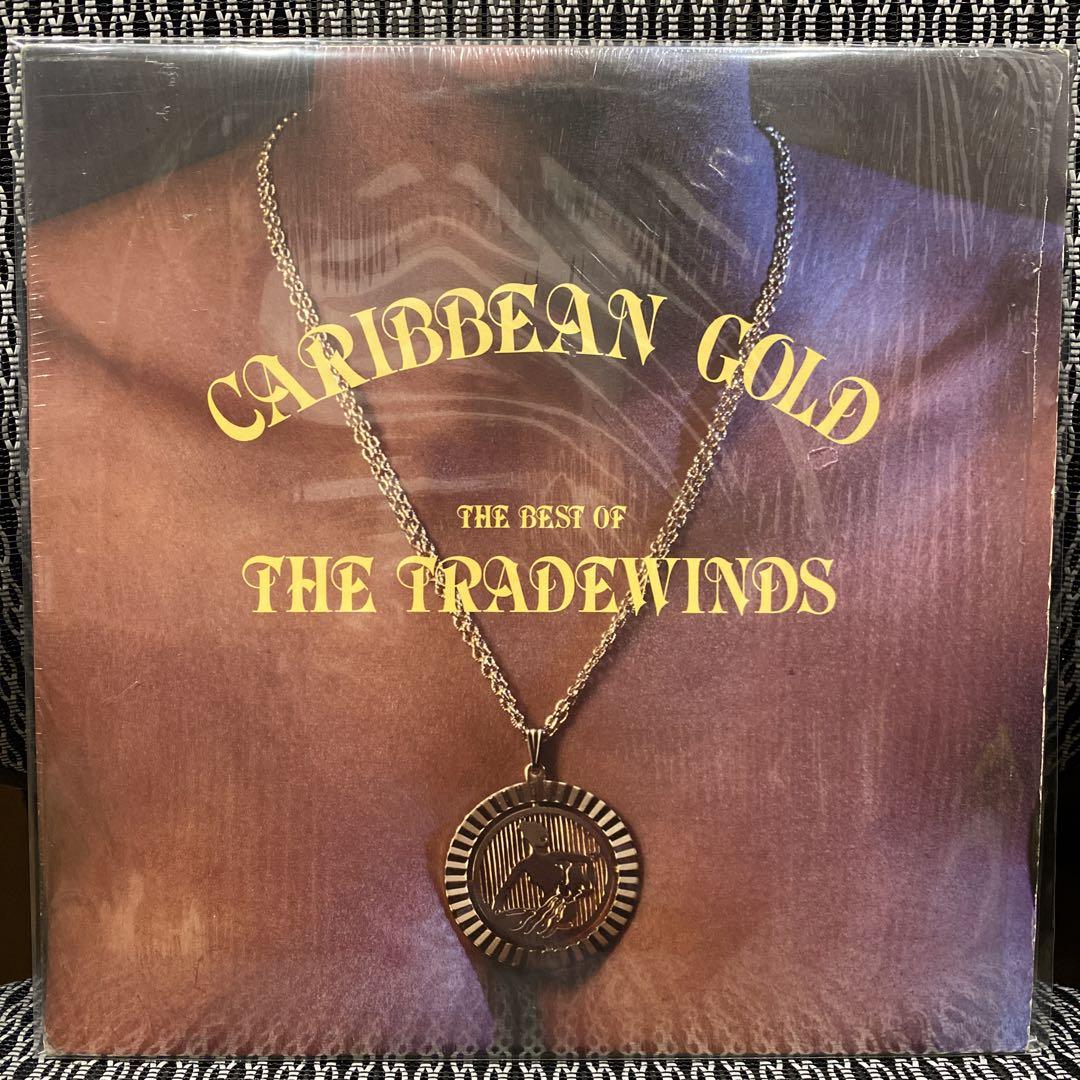 CARIBBEAN GOLD
THE BEST OF
THE TRADEWINDS